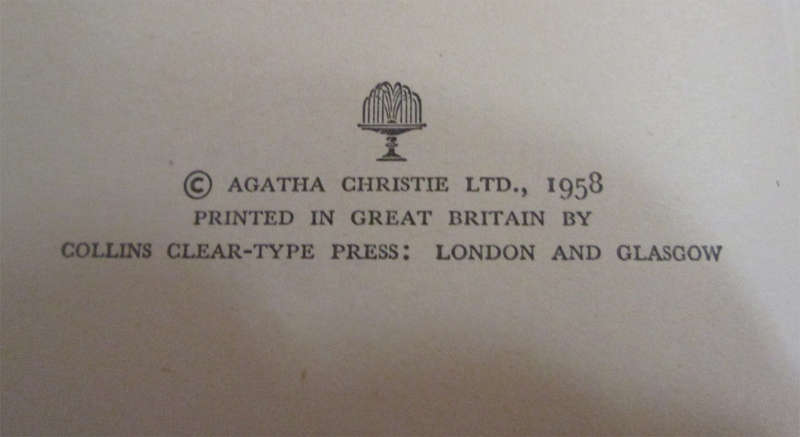 © AGATHA CHRISTIE LTD., 1958
PRINTED IN GREAT BRITAIN BY
COLLINS CLEAR-TYPE PRESS: LONDON AND GLASGOW